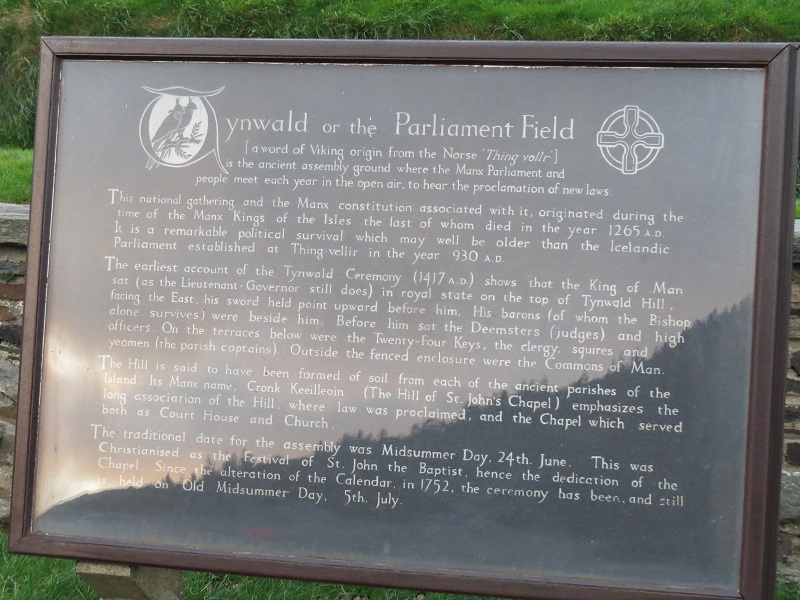 Tynwald or the Parliament Field
[a word of Viking origin from the Norse 'Thing vollr']
is the ancient assembly ground where the Manx Parliament and
people meet each year in the open air, to hear the proclamation of new laws.
This national gathering and the Manx constitution associated with it, originated during the
time of the Manx Kings of the Isles the last of whom died in the year 1265 A.D.
It is a remarkable political survival which may well be older than the Icelandic
Parliament established at Thing-vellir in the year 930 A.D.
The earliest account of the Tynwald Ceremony (1417 A.D.) shows that the King of Man
sat (as the Lieutenant-Governor still does) in royal state on the top of Tynwald Hill,
facing the East, his sword held point upward before him. His barons (of whom the Bishop
alone survives) were beside him. Before him sat the Deemsters (judges) and high
officers. On the terraces below were the Twenty-Four Keys, the clergy, squires and
yeomen (the parish captains). Outside the fenced enclosure were the Commons of Man.
The Hill is said to have been formed of soil from each of the ancient parishes of the
Island. Its Manx name, Cronk Keeilleoin (The Hill of St. John's Chapel) emphasizes the
long association of the Hill, where law was proclaimed, and the Chapel which served
both as Court House and Church.
The traditional date for the assembly was Midsummer Day, 24th. June. This was
Christianised as the Festival of St. John the Baptist, hence the dedication of the
Chapel. Since the alteration of the Calendar, in 1752, the ceremony has been, and still
is, held on Old Midsummer Day, 5th. July.